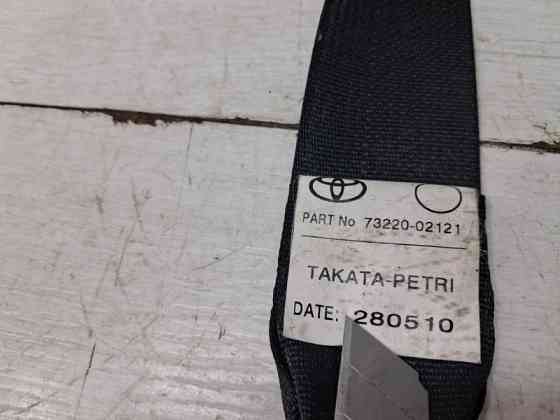 PART No 73220-02121
TAKATA-PETRI
DATE: 280510